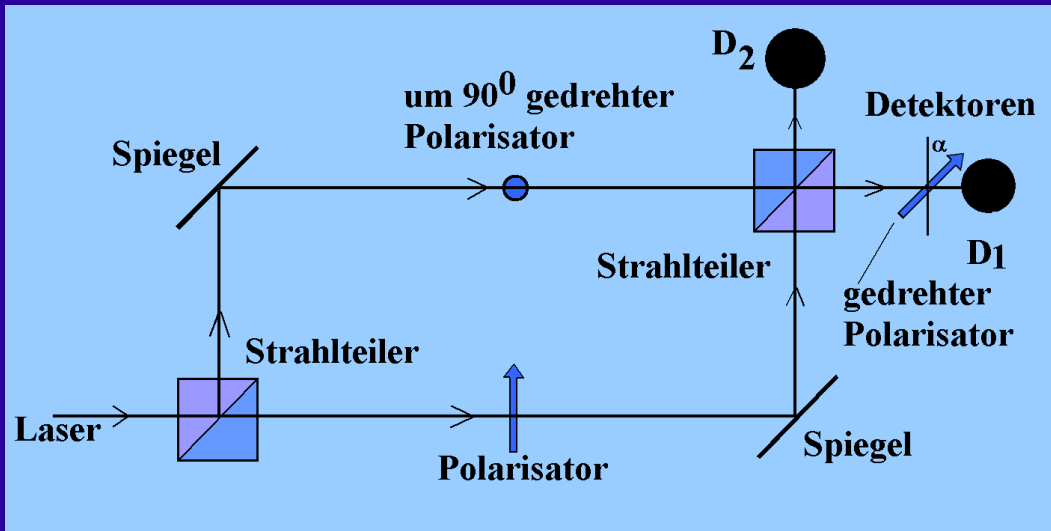 D2
um 90⁰ gedrehter
Polarisator
Detektoren
Spiegel
α
D1
Strahlteiler
gedrehter
Polarisator
Strahlteiler
Laser
Polarisator
Spiegel